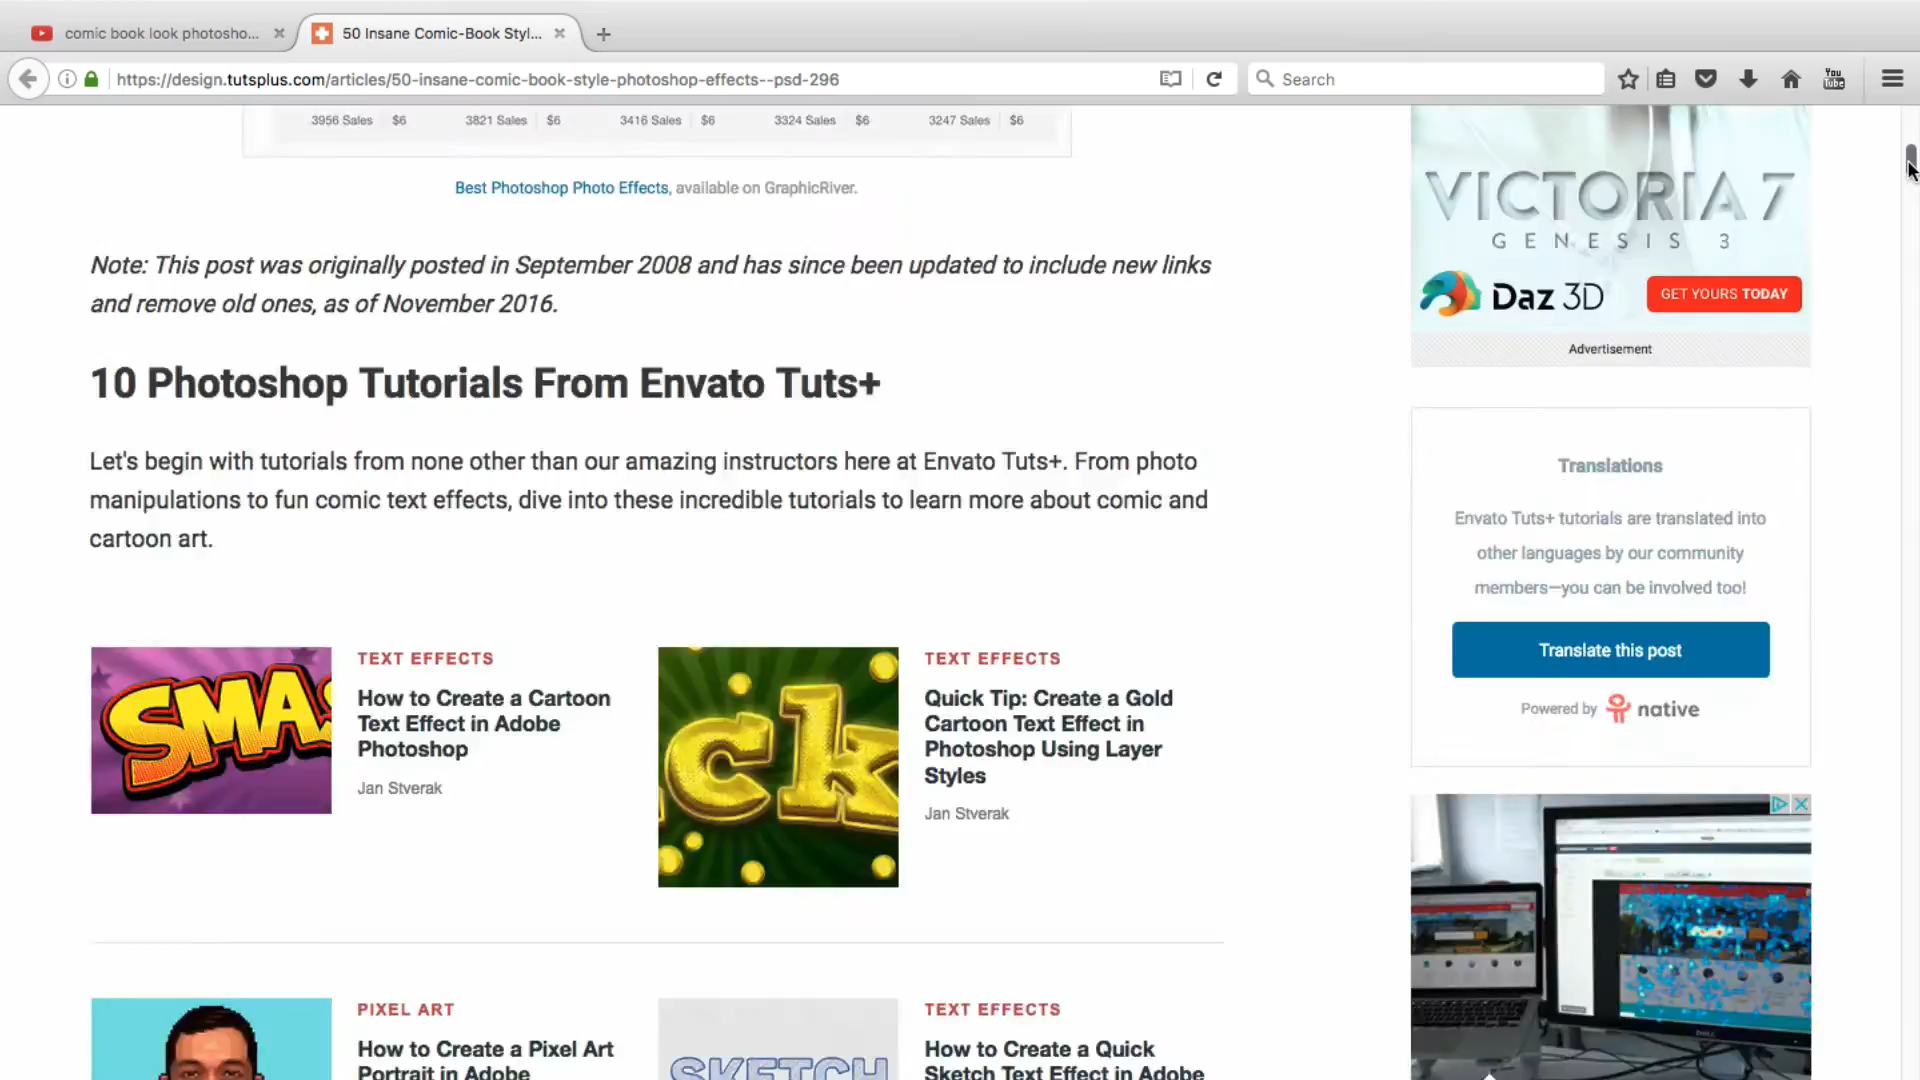 comic book look photosho...
50 Insane Comic-Book Styl...
https://design.tutsplus.com/articles/50-insane-comic-book-style-photoshop-effects--psd-296
Search
You
Tube
3956 Sales $6 3821 Sales $6 3416 Sales $6 3324 Sales $6 3247 Sales $6
Best Photoshop Photo Effects, available on GraphicRiver.
Note: This post was originally posted in September 2008 and has since been updated to include new links
and remove old ones, as of November 2016.
10 Photoshop Tutorials From Envato Tuts+
Let's begin with tutorials from none other than our amazing instructors here at Envato Tuts+. From photo
manipulations to fun comic text effects, dive into these incredible tutorials to learn more about comic and
cartoon art.
SMAS
TEXT EFFECTS
How to Create a Cartoon
Text Effect in Adobe
Photoshop
Jan Stverak
ck
TEXT EFFECTS
Quick Tip: Create a Gold
Cartoon Text Effect in
Photoshop Using Layer
Styles
Jan Stverak
PIXEL ART
How to Create a Pixel Art
Portrait in Adobe
SKETCH
TEXT EFFECTS
How to Create a Quick
Sketch Text Effect in Adobe
VICTORIA 7
GENESIS 3
Daz 3D
GET YOURS TODAY
Advertisement
Translations
Envato Tuts+ tutorials are translated into
other languages by our community
members—you can be involved too!
Translate this post
Powered by native